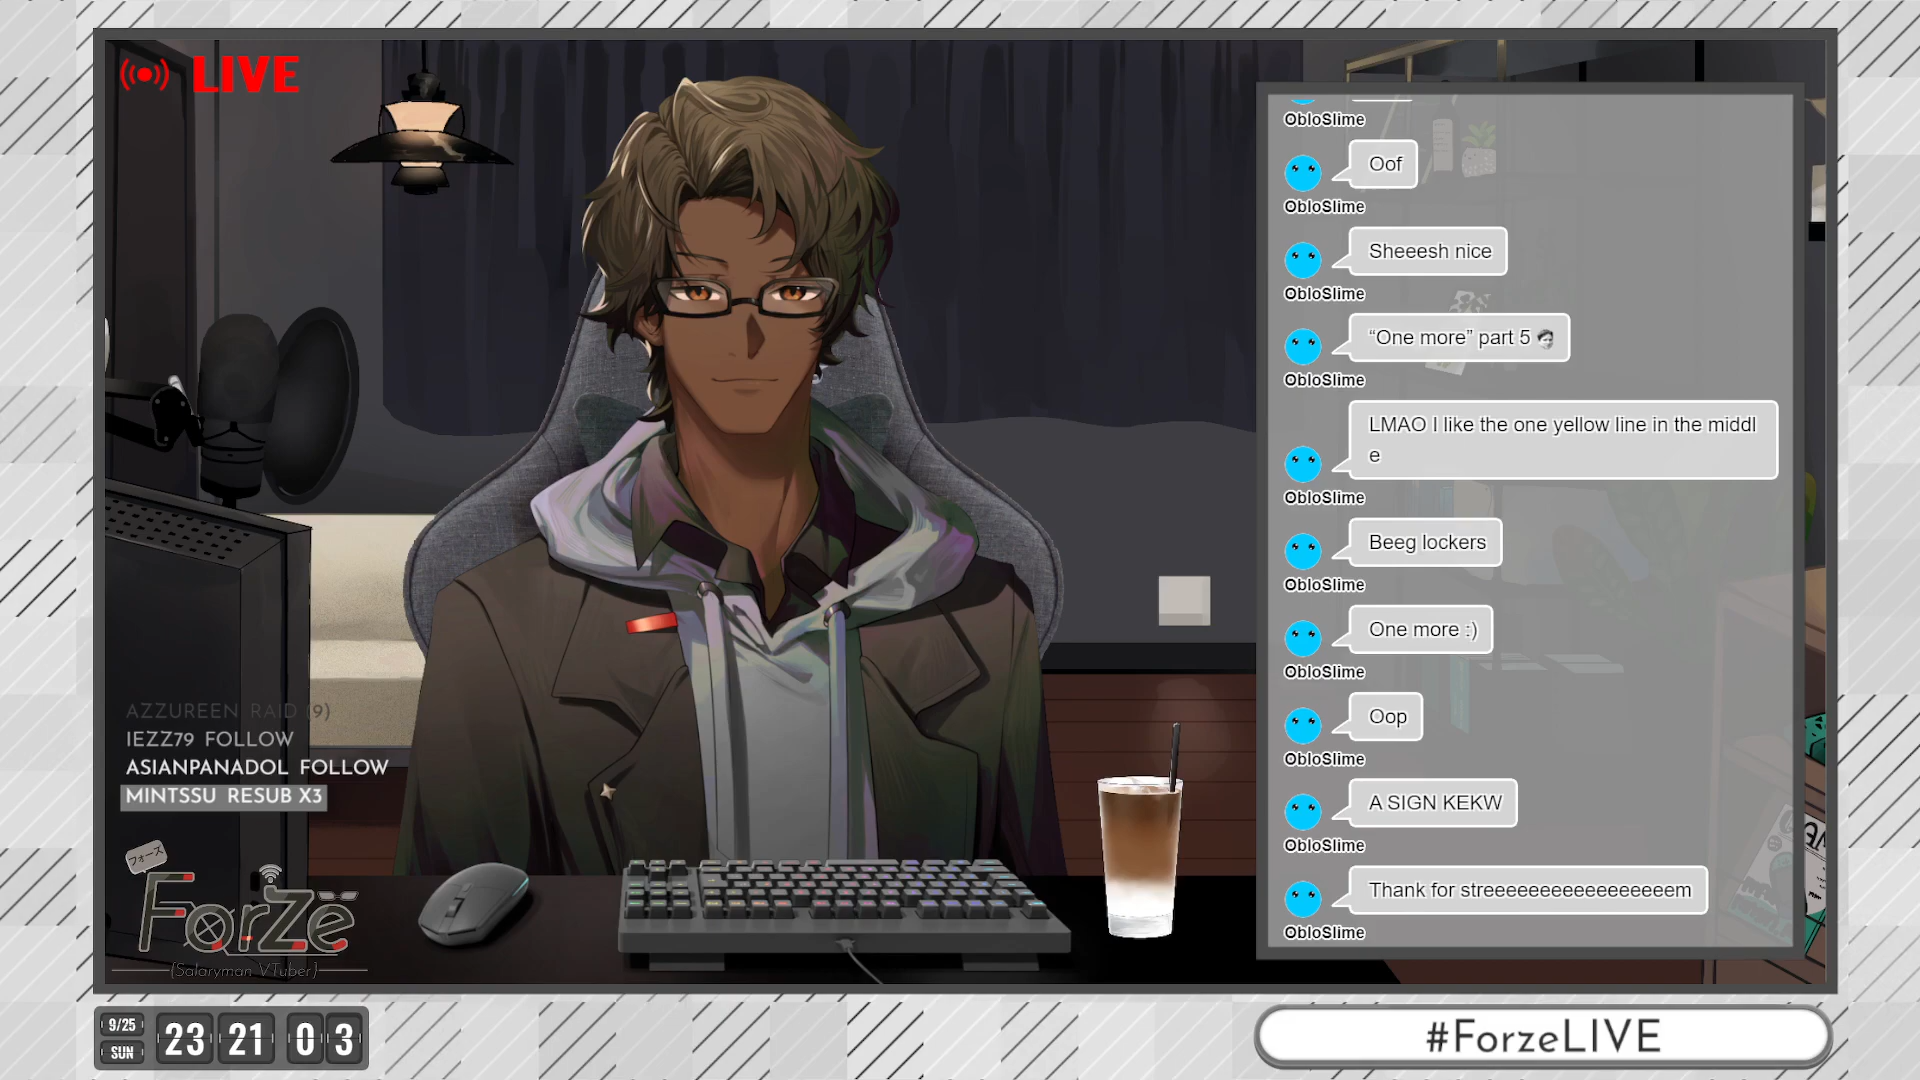 LIVE
ObloSlime
Oof
ObloSlime
Sheeesh nice
ObloSlime
“One more” part 5
ObloSlime
LMAO I like the one yellow line in the middl
e
ObloSlime
Beeg lockers
ObloSlime
One more :)
ObloSlime
Oop
ObloSlime
A SIGN KEKW
ObloSlime
Thank for streeeeeeeeeeeeeeeeem
ObloSlime
AZZUREEN RAID (9)
IEZZ79 FOLLOW
ASIANPANADOL FOLLOW
MINTSSU RESUB X3
フォーズ
ForZe
(Salaryman VTuber)
9/25
SUN
23 21 03
#ForzeLIVE